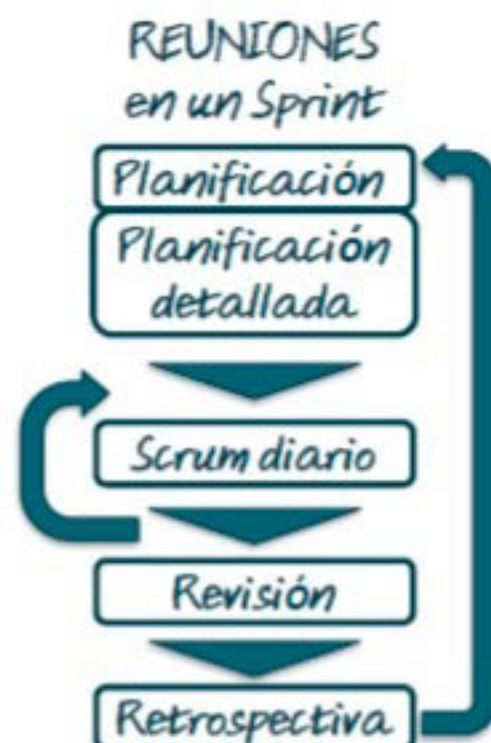 REUNIONES
en un Sprint
Planificación
Planificación
detallada
Scrum diario
Revisión
Retrospectiva